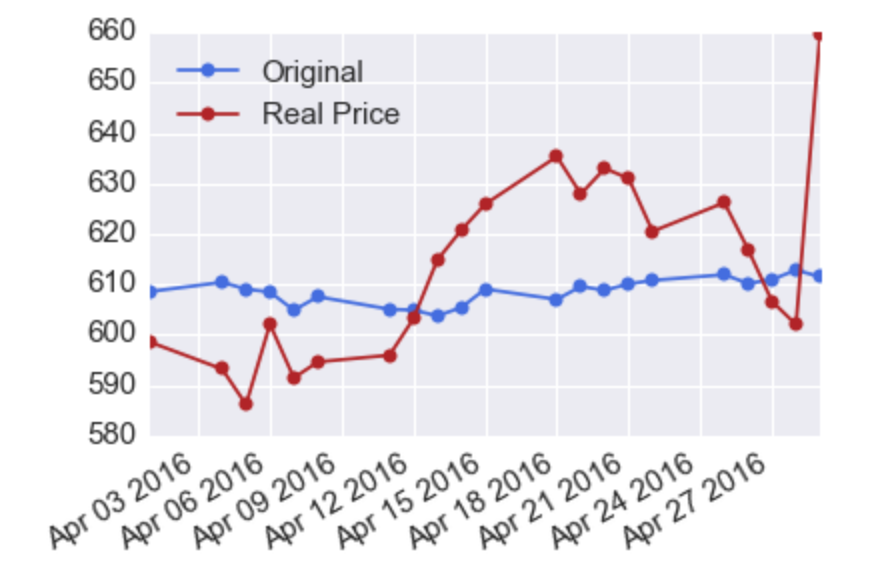 660
650
640
630
620
610
600
590
580
Original
Real Price
Apr 03 2016
Apr 06 2016
Apr 09 2016
Apr 12 2016
Apr 15 2016
Apr 18 2016
Apr 21 2016
Apr 24 2016
Apr 27 2016